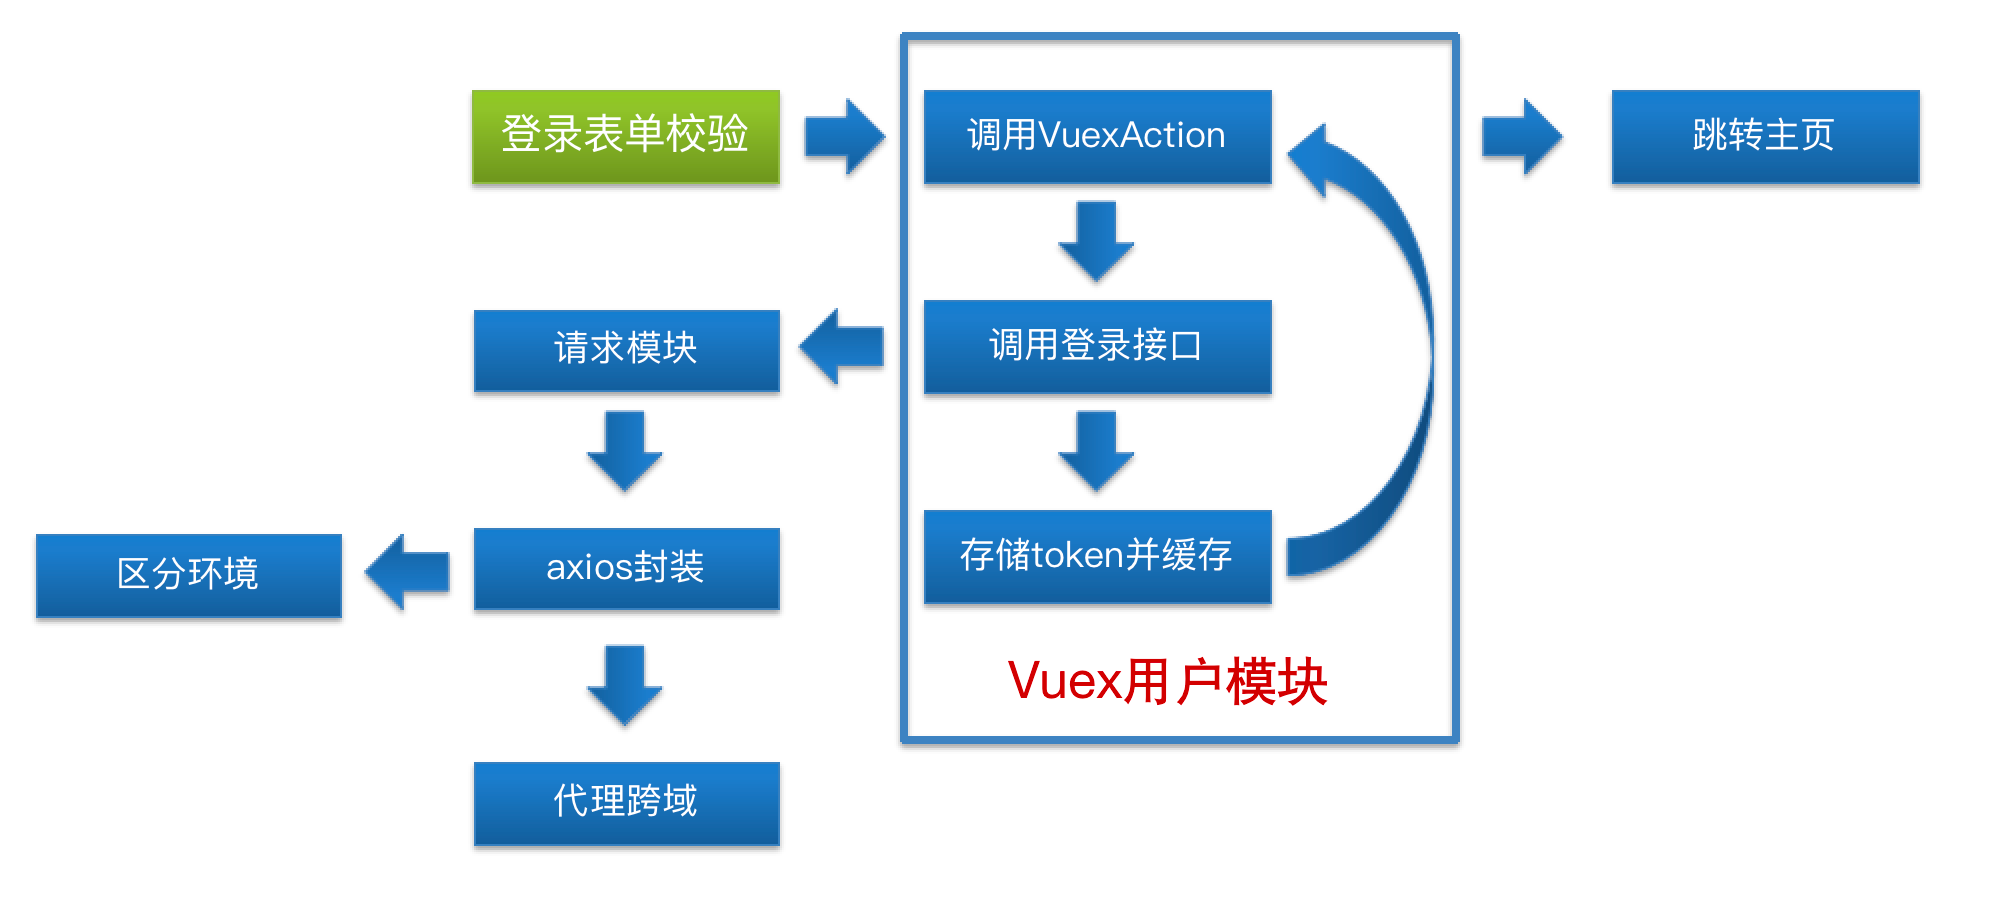 登录表单校验
调用VuexAction
跳转主页
请求模块
调用登录接口
区分环境
axios封装
存储token并缓存
Vuex用户模块
代理跨域